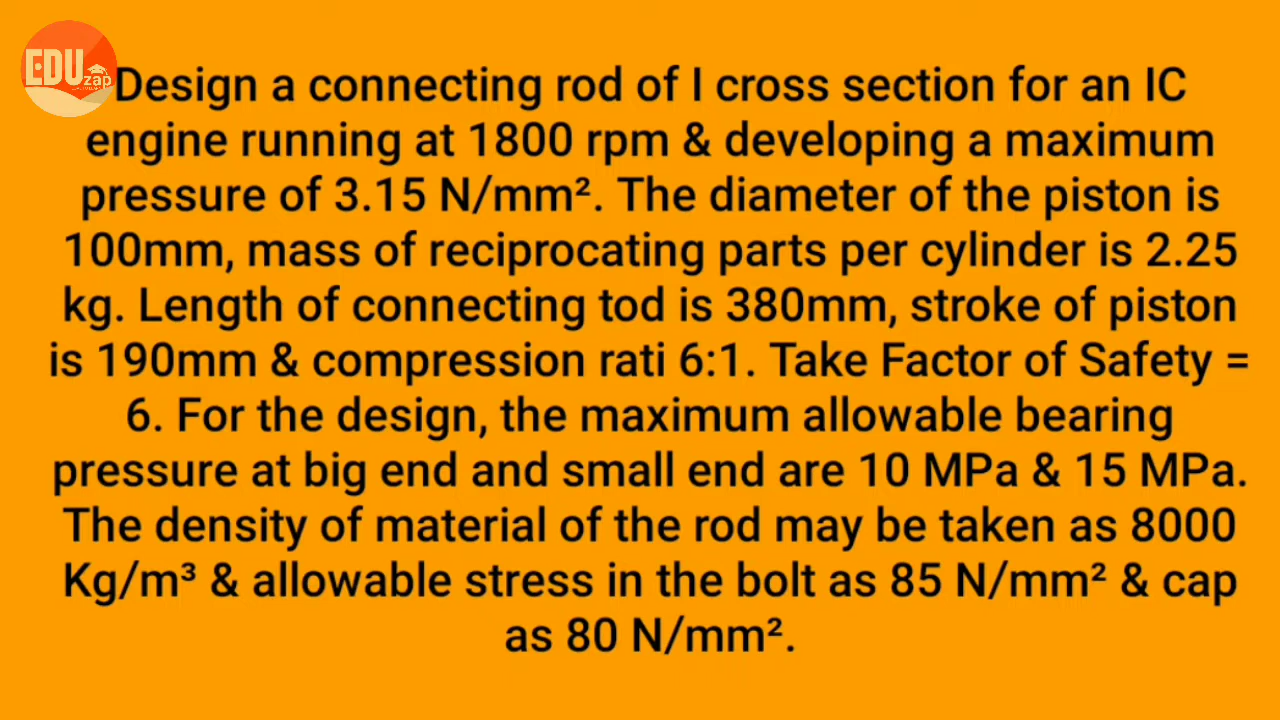 EDU
zap
Design a connecting rod of I cross section for an IC
engine running at 1800 rpm & developing a maximum
pressure of 3.15 N/mm². The diameter of the piston is
100mm, mass of reciprocating parts per cylinder is 2.25
kg. Length of connecting tod is 380mm, stroke of piston
is 190mm & compression rati 6:1. Take Factor of Safety =
6. For the design, the maximum allowable bearing
pressure at big end and small end are 10 MPa & 15 MPa.
The density of material of the rod may be taken as 8000
Kg/m³ & allowable stress in the bolt as 85 N/mm² & cap
as 80 N/mm².